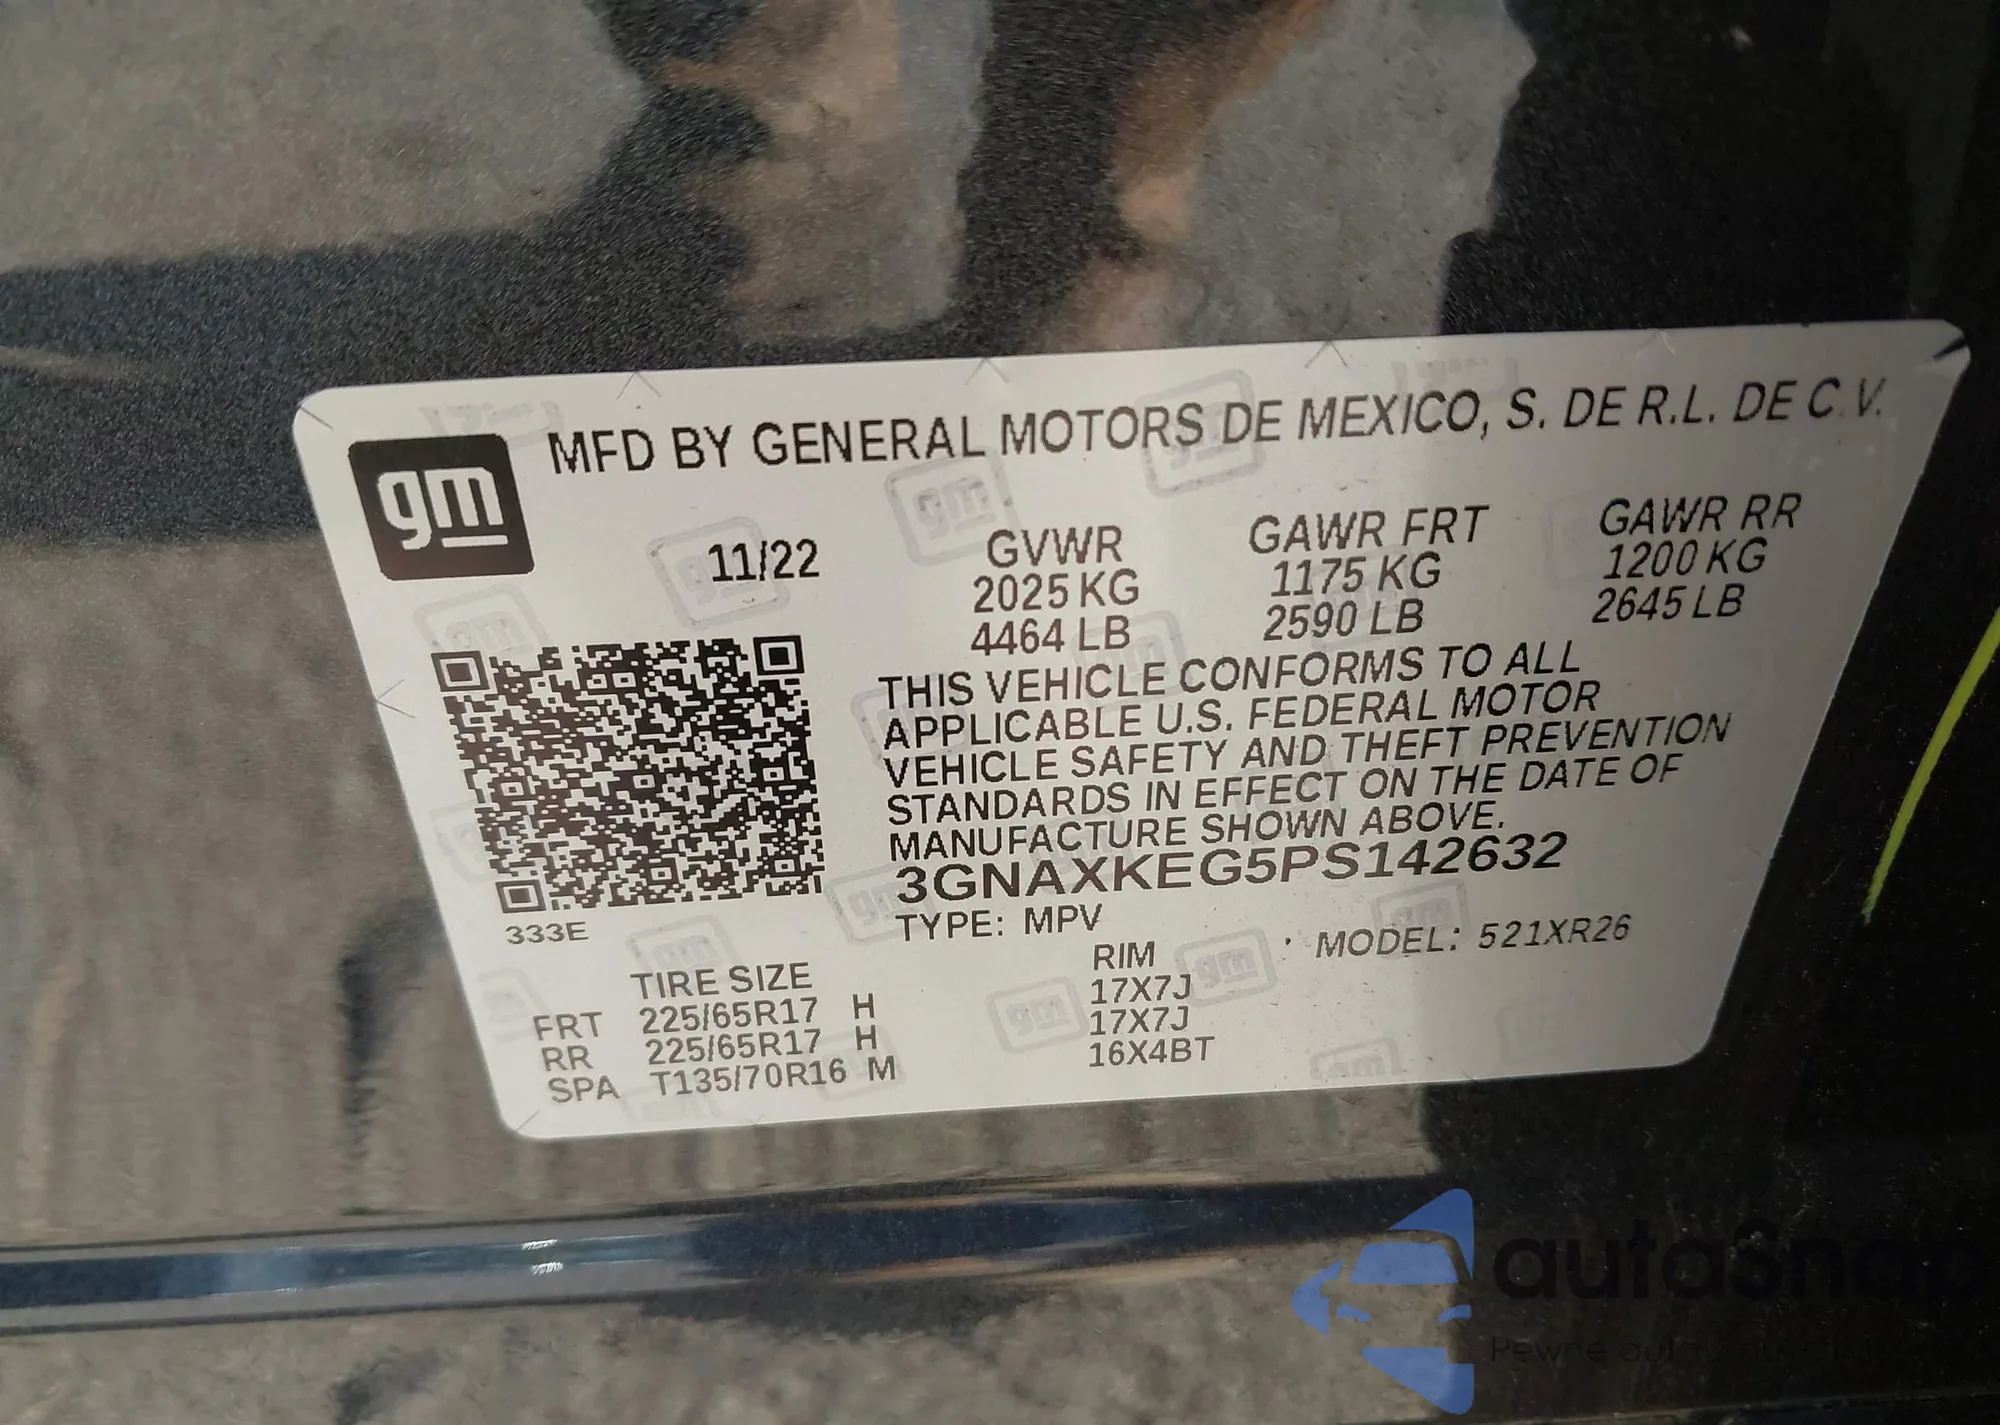 gm
MFD BY GENERAL MOTORS DE MEXICO, S. DE R.L. DE C.V.
11/22
GVWR GAWR FRT GAWR RR
2025 KG 1175 KG 1200 KG
4464 LB 2590 LB 2645 LB
THIS VEHICLE CONFORMS TO ALL
APPLICABLE U.S. FEDERAL MOTOR
VEHICLE SAFETY AND THEFT PREVENTION
STANDARDS IN EFFECT ON THE DATE OF
MANUFACTURE SHOWN ABOVE.
3GNAXKEG5PS142632
333E
TYPE: MPV MODEL: 521XR26
TIRE SIZE RIM
FRT 225/65R17 H 17X7J
RR 225/65R17 H 17X7J
SPA T135/70R16 M 16X4BT
autaSnap
Pewne auta